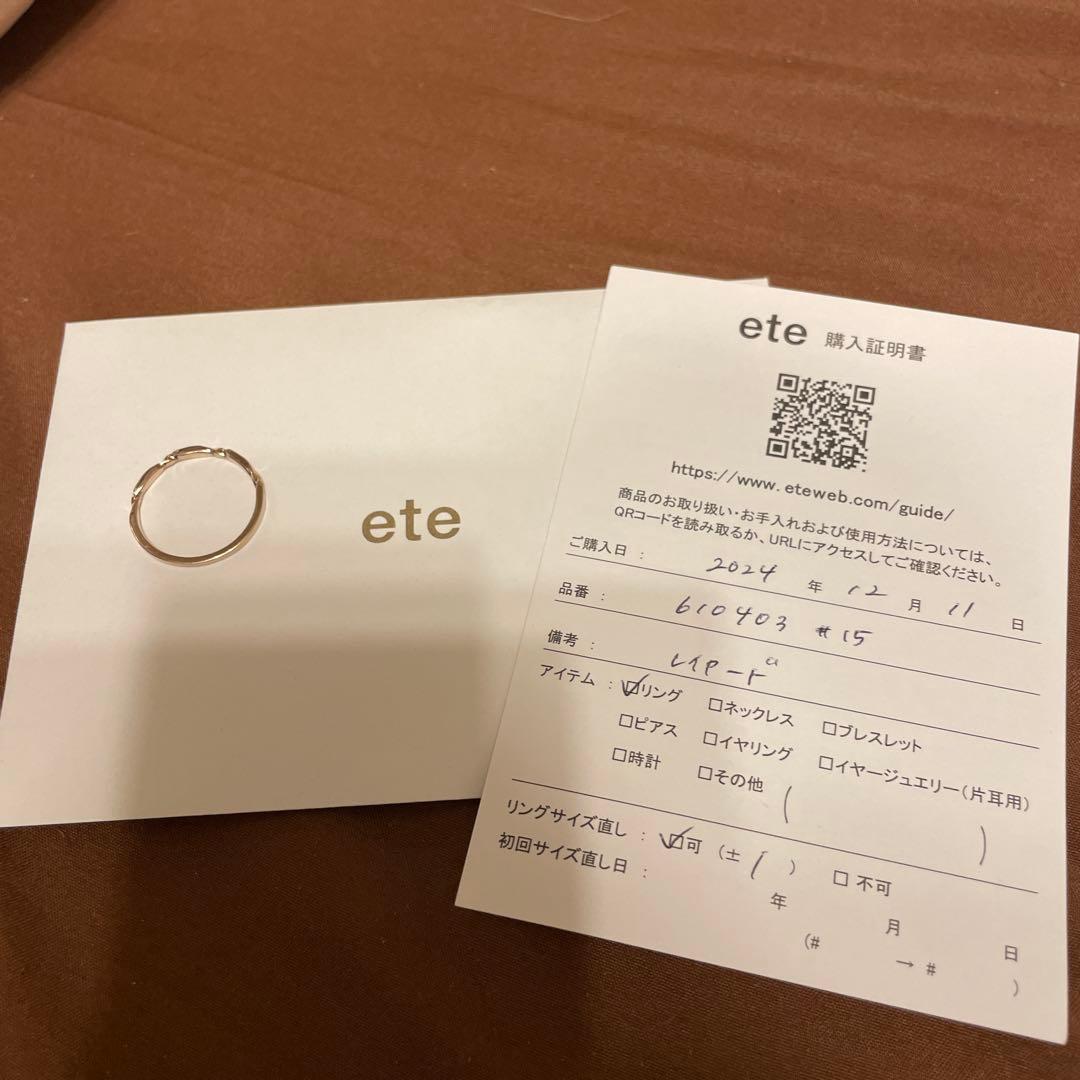 ete
ete 購入証明書
https://www.eteweb.com/guide/
商品のお取り扱い・お手入れおよび使用方法については、
QRコードを読み取るか、URLにアクセスしてご確認ください。
ご購入日 : 2024 年 12 月 11 日
品番 : 610403 #15
備考 : レイヤード
アイテム : ☑リング □ネックレス □ブレスレット
□ピアス □イヤリング □イヤージュエリー(片耳用)
□時計 □その他 ( )
リングサイズ直し : ☑可 (± 1 ) □不可
初回サイズ直し日 : 年 月 日
(# → # )